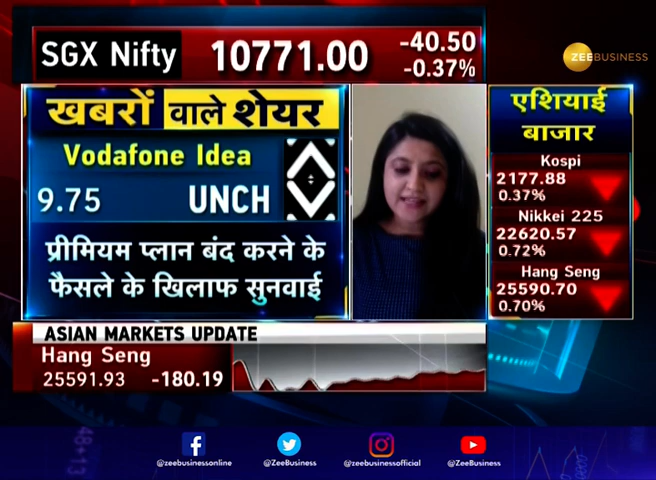 SGX Nifty 10771.00 -40.50
-0.37%
ZEEBUSINESS
खबरों वाले शेयर
Vodafone Idea
9.75 UNCH
प्रीमियम प्लान बंद करने के
फैसले के खिलाफ सुनवाई
एशियाई
बाजार
Kospi
2177.88
0.37%
Nikkei 225
22620.57
0.72%
Hang Seng
25590.70
0.70%
ASIAN MARKETS UPDATE
Hang Seng
25591.93 -180.19
@zeebusinessonline @ZeeBusiness @zeebusinessofficial @ZeeBusiness
48+13